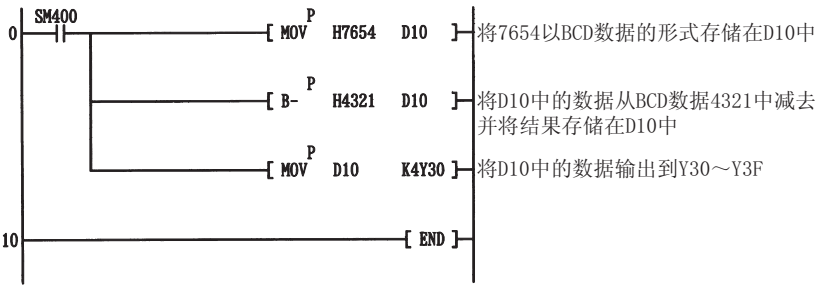 SM400
0
P
[ MOV H7654 D10 ] 将7654以BCD数据的形式存储在D10中
P
[ B- H4321 D10 ] 将D10中的数据从BCD数据4321中减去
并将结果存储在D10中
P
[ MOV D10 K4Y30 ] 将D10中的数据输出到Y30～Y3F
10 [ END ]